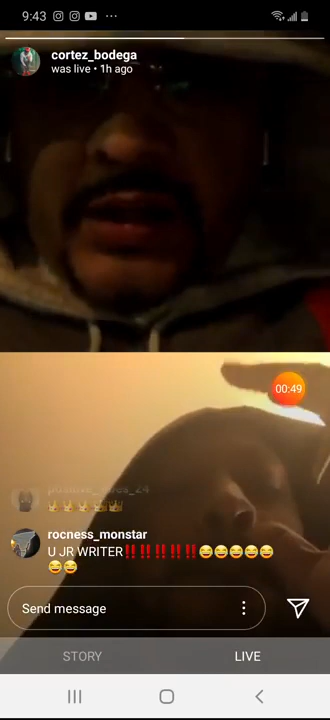 9:43
cortez_bodega
was live • 1h ago
00:49
rocness_monstar
U JR WRITER‼️‼️‼️‼️‼️😂😂😂😂😂
😂😂
Send message
STORY
LIVE